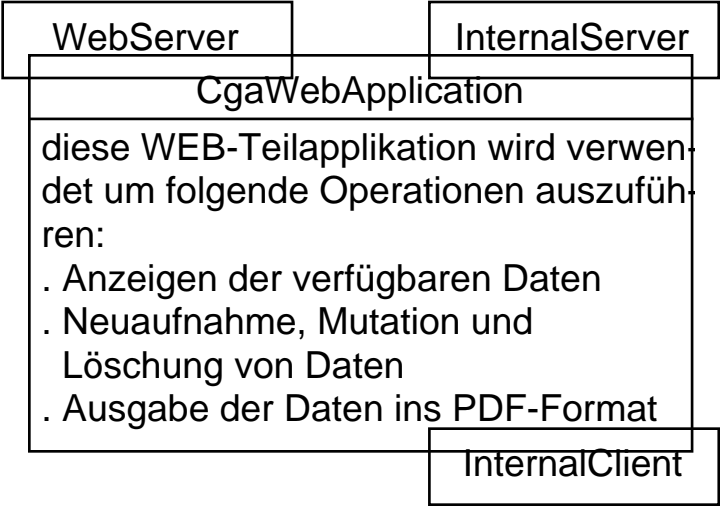 WebServer
InternalServer
CgaWebApplication
diese WEB-Teilapplikation wird verwen-
det um folgende Operationen auszufüh-
ren:
. Anzeigen der verfügbaren Daten
. Neuaufnahme, Mutation und
Löschung von Daten
. Ausgabe der Daten ins PDF-Format
InternalClient